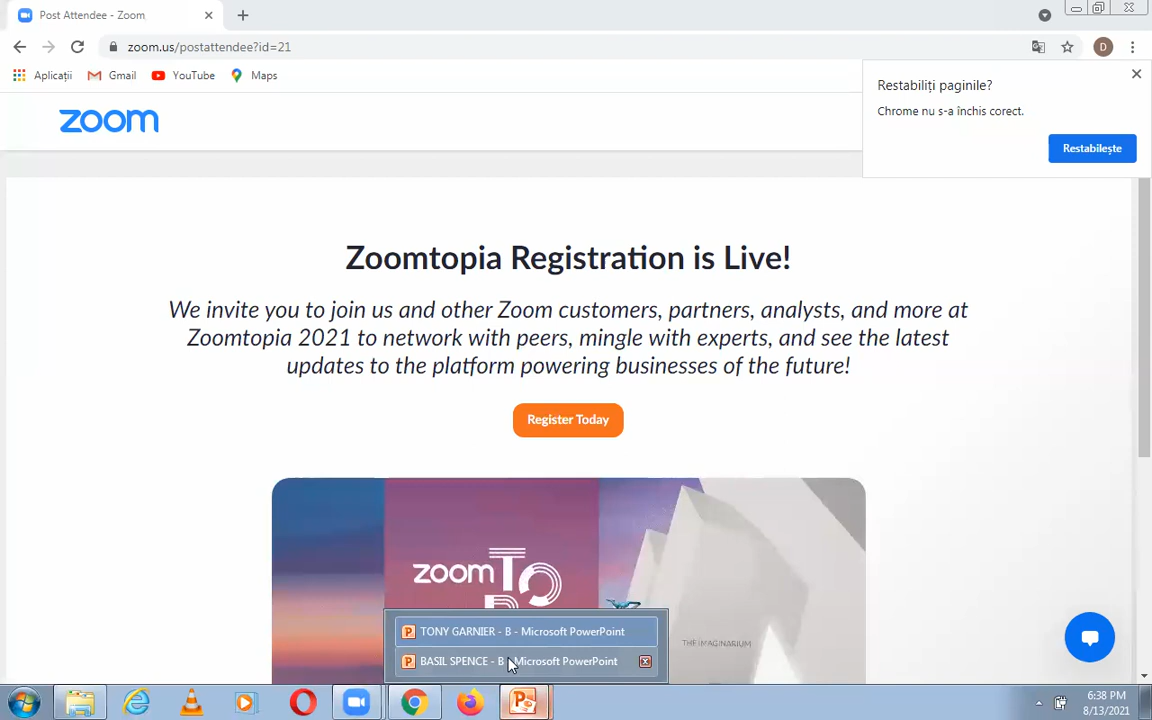 Post Attendee - Zoom
zoom.us/postattendee?id=21
D
Aplicații
Gmail
YouTube
Maps
Restabiliți paginile?
Chrome nu s-a închis corect.
Restabilește
zoom
Zoomtopia Registration is Live!
We invite you to join us and other Zoom customers, partners, analysts, and more at
Zoomtopia 2021 to network with peers, mingle with experts, and see the latest
updates to the platform powering businesses of the future!
Register Today
zoom TO
THE IMAGINARIUM
TONY GARNIER - B - Microsoft PowerPoint
BASIL SPENCE - B - Microsoft PowerPoint
6:38 PM
8/13/2021